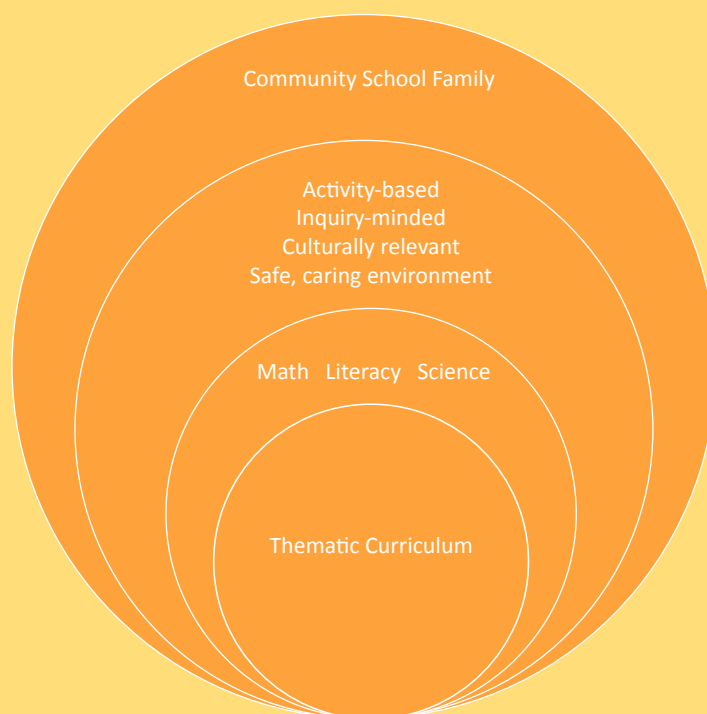 Community School Family
Activity-based
Inquiry-minded
Culturally relevant
Safe, caring environment
Math Literacy Science
Thematic Curriculum